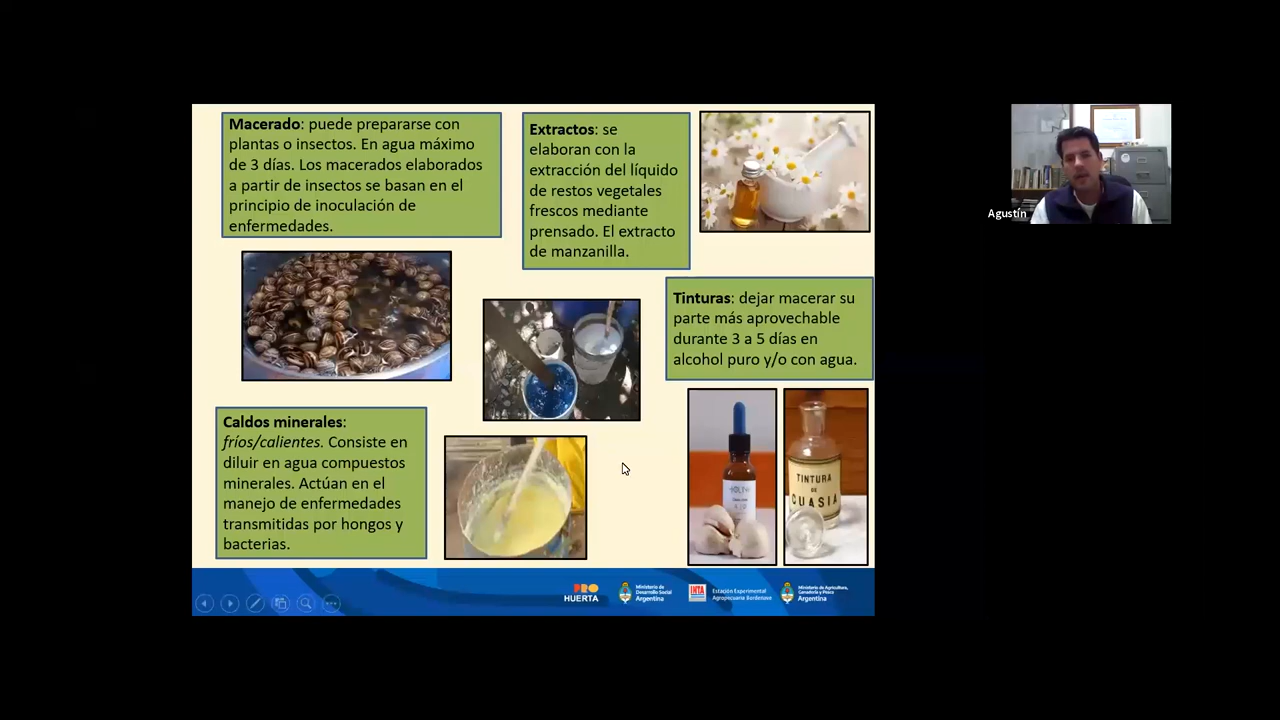 Macerado: puede prepararse con
plantas o insectos. En agua máximo
de 3 días. Los macerados elaborados
a partir de insectos se basan en el
principio de inoculación de
enfermedades.
Extractos: se
elaboran con la
extracción del líquido
de restos vegetales
frescos mediante
prensado. El extracto
de manzanilla.
Tinturas: dejar macerar su
parte más aprovechable
durante 3 a 5 días en
alcohol puro y/o con agua.
Caldos minerales:
fríos/calientes. Consiste en
diluir en agua compuestos
minerales. Actúan en el
manejo de enfermedades
transmitidas por hongos y
bacterias.
TINTURA
DE
CUASIA
PRO
HUERTA
Ministerio de
Desarrollo Social
Argentina
INTA
Estación Experimental
Agropecuaria Bordenave
Ministerio de Agricultura,
Ganadería y Pesca
Argentina
Agustín